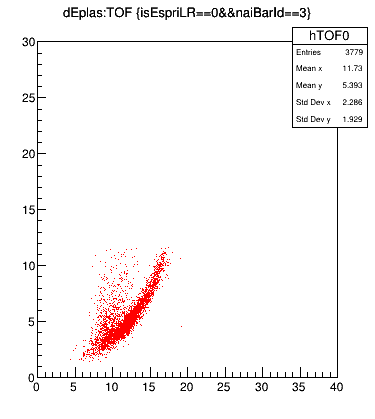 dEplas:TOF {isEspriLR==0&&naiBarId==3}
hTOF0
Entries 3779
Mean x 11.73
Mean y 5.393
Std Dev x 2.286
Std Dev y 1.929
30
25
20
15
10
5
0
0 5 10 15 20 25 30 35 40